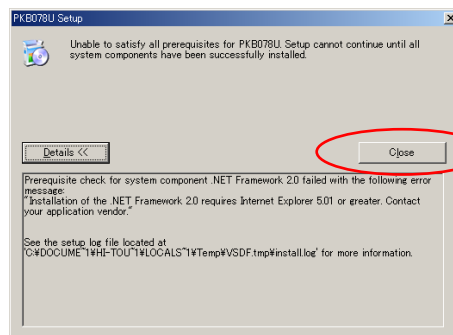 PKB078U Setup
Unable to satisfy all prerequisites for PKB078U. Setup cannot continue until all
system components have been successfully installed.
Details <<
Close
Prerequisite check for system component .NET Framework 2.0 failed with the following error
message:
"Installation of the .NET Framework 2.0 requires Internet Explorer 5.01 or greater. Contact
your application vendor."
See the setup log file located at
'C:¥DOCUME~1¥HI-TOU~1¥LOCALS~1¥Temp¥VSDF.tmp¥install.log' for more information.